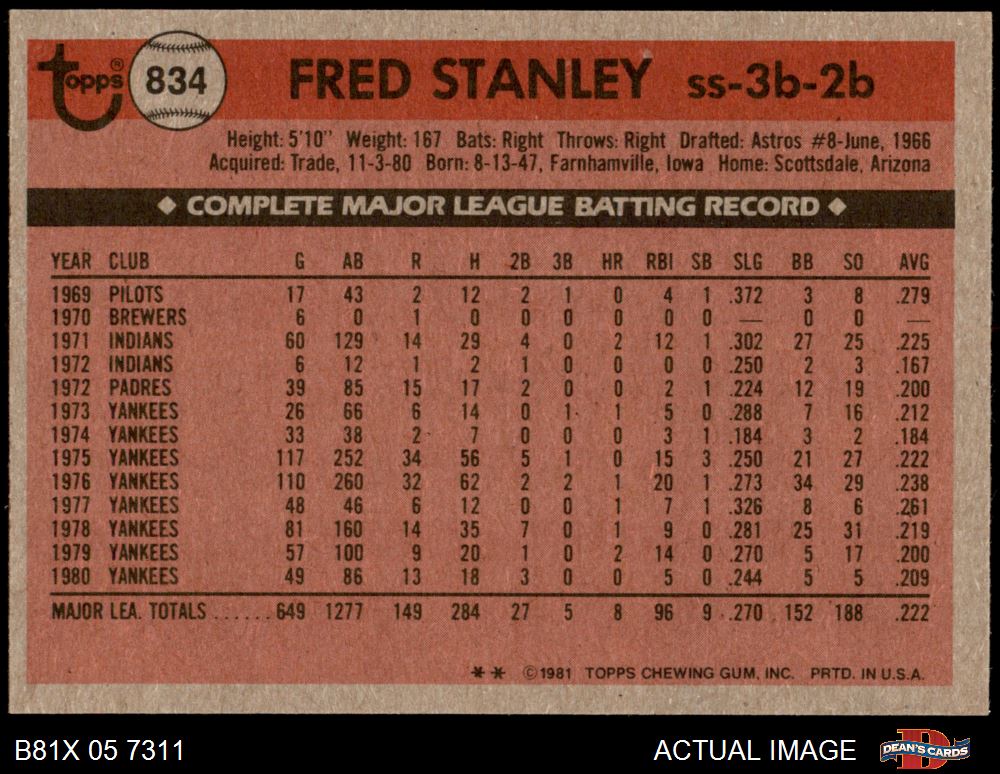 Topps ® 834 FRED STANLEY ss-3b-2b
Height: 5'10" Weight: 167 Bats: Right Throws: Right Drafted: Astros #8-June, 1966
Acquired: Trade, 11-3-80 Born: 8-13-47, Farnhamville, Iowa Home: Scottsdale, Arizona
◆ COMPLETE MAJOR LEAGUE BATTING RECORD ◆
YEAR CLUB G AB R H 2B 3B HR RBI SB SLG BB SO AVG
1969 PILOTS 17 43 2 12 2 1 0 4 1 .372 3 8 .279
1970 BREWERS 6 0 1 0 0 0 0 0 0 — 0 0 —
1971 INDIANS 60 129 14 29 4 0 2 12 1 .302 27 25 .225
1972 INDIANS 6 12 1 2 1 0 0 0 0 .250 2 3 .167
1972 PADRES 39 85 15 17 2 0 0 2 1 .224 12 19 .200
1973 YANKEES 26 66 6 14 0 1 1 5 0 .288 7 16 .212
1974 YANKEES 33 38 2 7 0 0 0 3 1 .184 3 2 .184
1975 YANKEES 117 252 34 56 5 1 0 15 3 .250 21 27 .222
1976 YANKEES 110 260 32 62 2 2 1 20 1 .273 34 29 .238
1977 YANKEES 48 46 6 12 0 0 1 7 1 .326 8 6 .261
1978 YANKEES 81 160 14 35 7 0 1 9 0 .281 25 31 .219
1979 YANKEES 57 100 9 20 1 0 2 14 0 .270 5 17 .200
1980 YANKEES 49 86 13 18 3 0 0 5 0 .244 5 5 .209
MAJOR LEA. TOTALS ...... 649 1277 149 284 27 5 8 96 9 .270 152 188 .222
** ©1981 TOPPS CHEWING GUM, INC. PRTD. IN U.S.A.
B81X 05 7311 ACTUAL IMAGE DEAN'S CARDS